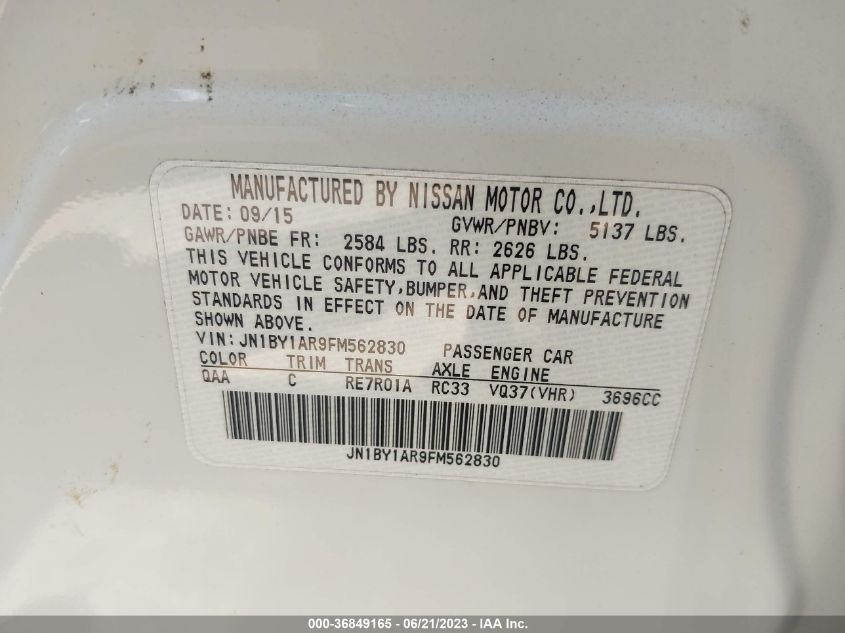 MANUFACTURED BY NISSAN MOTOR CO.,LTD.
DATE: 09/15 GVWR/PNBV: 5137 LBS.
GAWR/PNBE FR: 2584 LBS. RR: 2626 LBS.
THIS VEHICLE CONFORMS TO ALL APPLICABLE FEDERAL
MOTOR VEHICLE SAFETY,BUMPER,AND THEFT PREVENTION
STANDARDS IN EFFECT ON THE DATE OF MANUFACTURE
SHOWN ABOVE.
VIN:JN1BY1AR9FM562830 PASSENGER CAR
COLOR TRIM TRANS AXLE ENGINE
QAA C RE7R01A RC33 VQ37(VHR) 3696CC
JN1BY1AR9FM562830
000-36849165 - 06/21/2023 - IAA Inc.